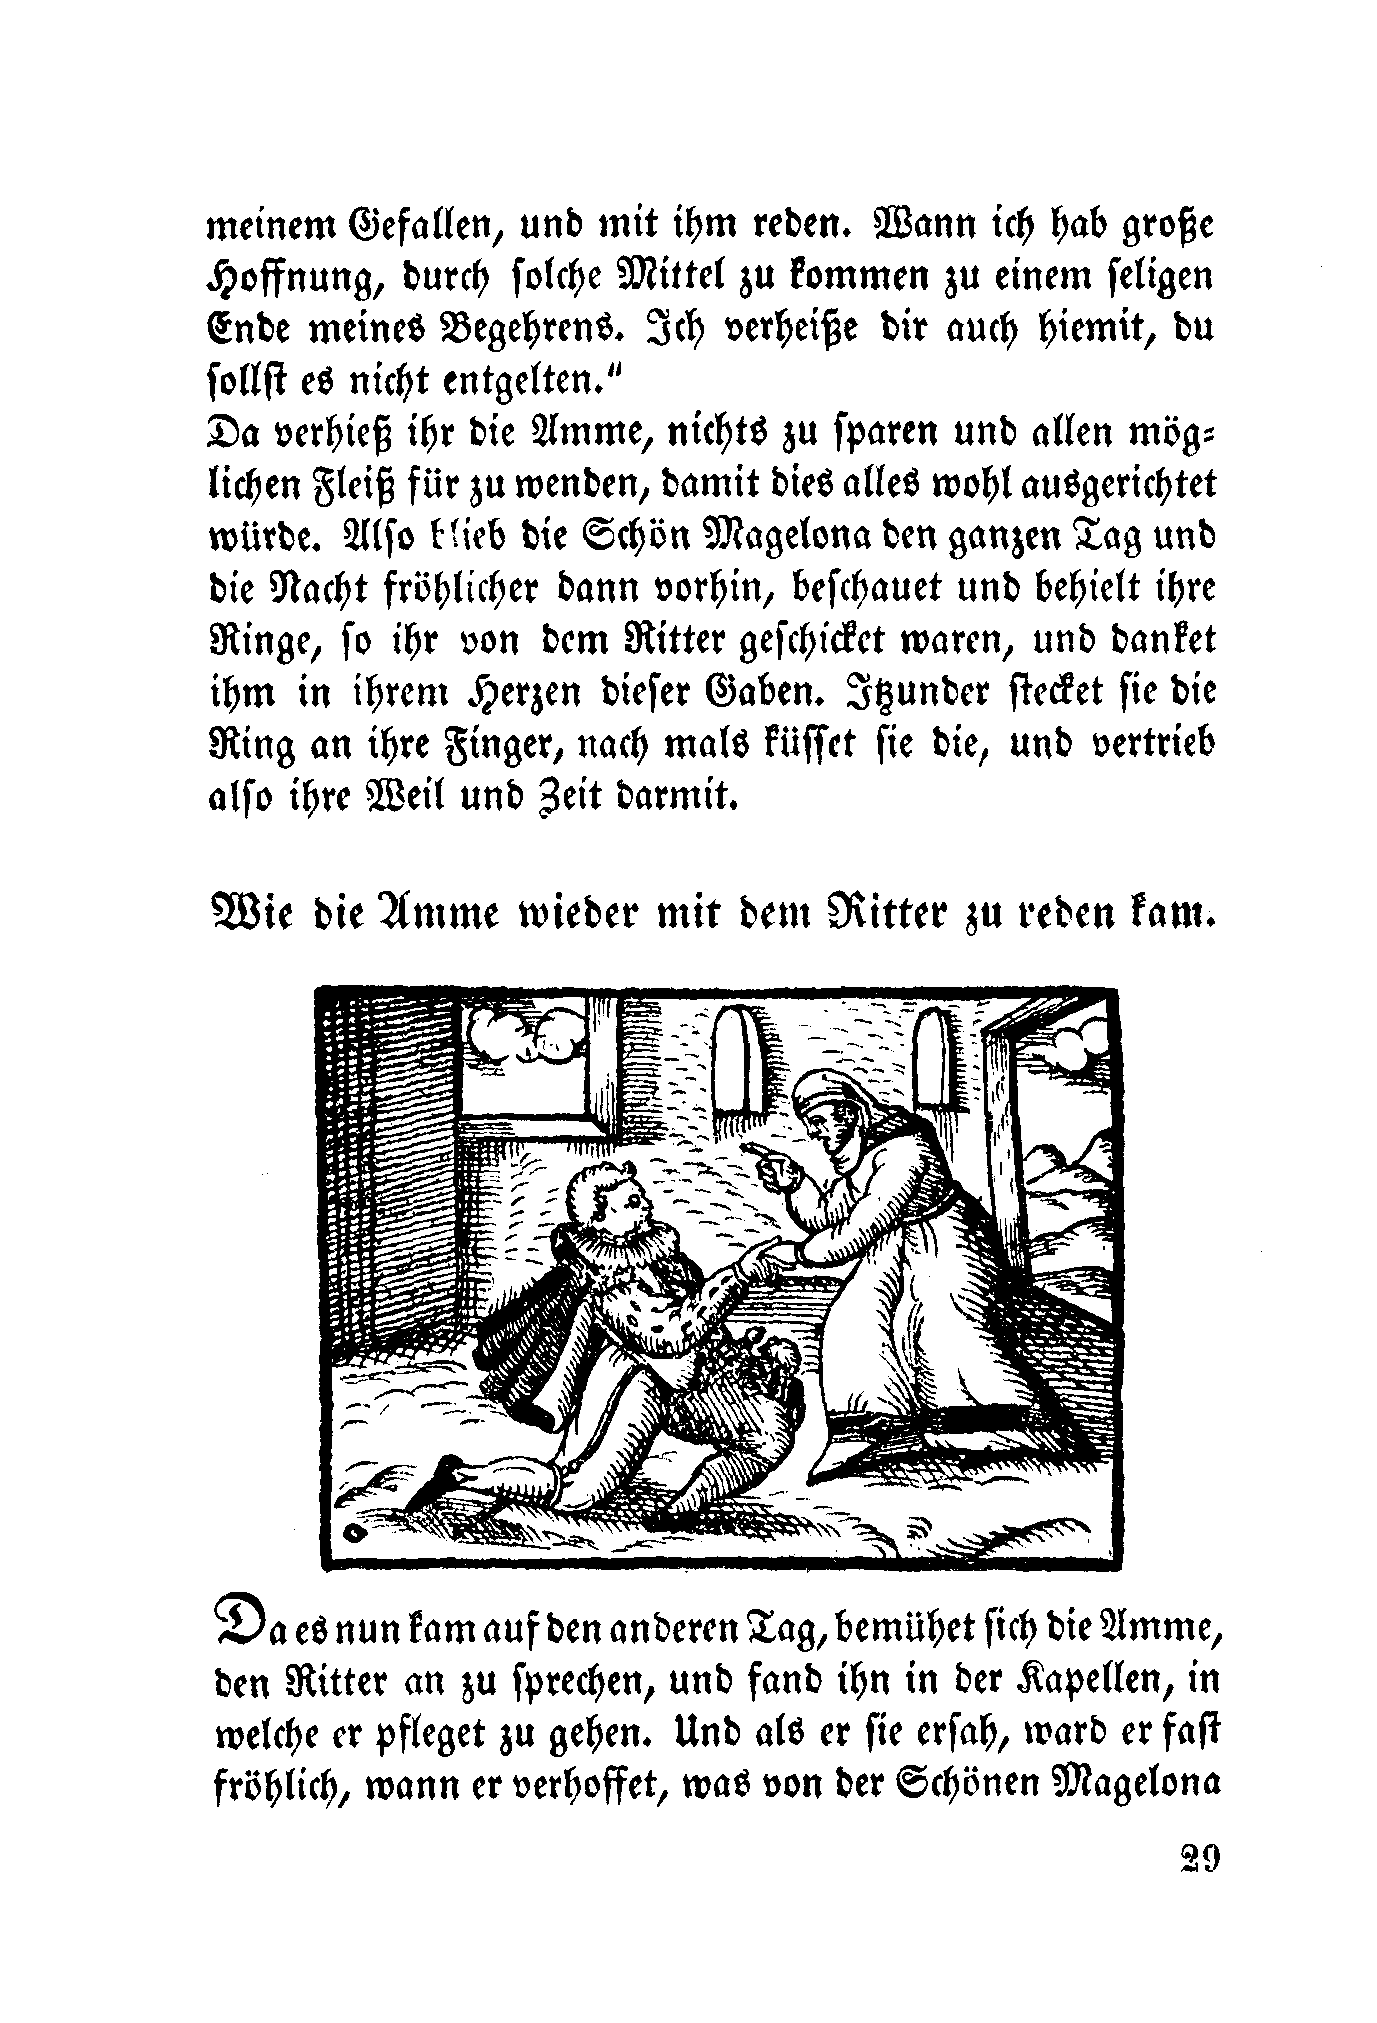 meinem Gefallen, und mit ihm reden. Wann ich hab große
Hoffnung, durch solche Mittel zu kommen zu einem seligen
Ende meines Begehrens. Ich verheiße dir auch hiemit, du
sollst es nicht entgelten."
Da verhieß ihr die Amme, nichts zu sparen und allen mög-
lichen Fleiß für zu wenden, damit dies alles wohl ausgerichtet
würde. Also blieb die Schön Magelona den ganzen Tag und
die Nacht fröhlicher dann vorhin, beschauet und behielt ihre
Ringe, so ihr von dem Ritter geschicket waren, und danket
ihm in ihrem Herzen dieser Gaben. Itzunder stecket sie die
Ring an ihre Finger, nach mals küsset sie die, und vertrieb
also ihre Weil und Zeit darmit.
Wie die Amme wieder mit dem Ritter zu reden kam.
Da es nun kam auf den anderen Tag, bemühet sich die Amme,
den Ritter an zu sprechen, und fand ihn in der Kapellen, in
welche er pfleget zu gehen. Und als er sie ersah, ward er fast
fröhlich, wann er verhoffet, was von der Schönen Magelona
29